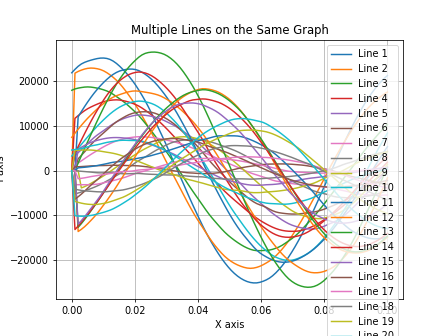 Multiple Lines on the Same Graph
20000
10000
0
−10000
−20000
0.00
0.02
0.04
0.06
X axis
Line 1
Line 2
Line 3
Line 4
Line 5
Line 6
Line 7
Line 8
Line 9
Line 10
Line 11
Line 12
Line 13
Line 14
Line 15
Line 16
Line 17
Line 18
Line 19
Line 20